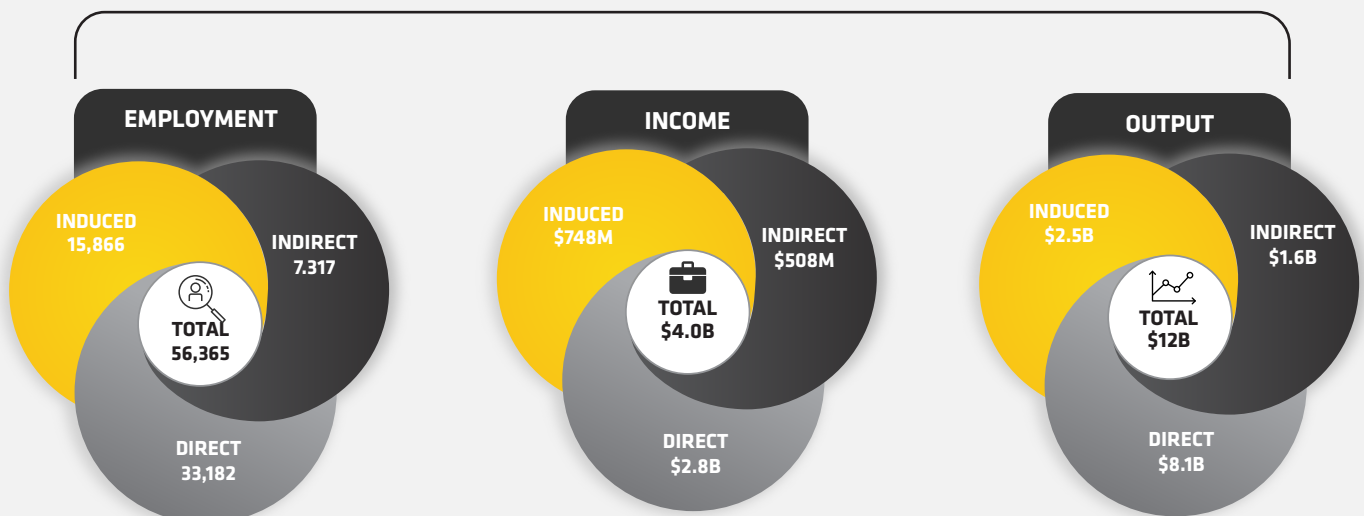 EMPLOYMENT
INDUCED
15,866
INDIRECT
7.317
TOTAL
56,365
DIRECT
33,182
INCOME
INDUCED
$748M
INDIRECT
$508M
TOTAL
$4.0B
DIRECT
$2.8B
OUTPUT
INDUCED
$2.5B
INDIRECT
$1.6B
TOTAL
$12B
DIRECT
$8.1B